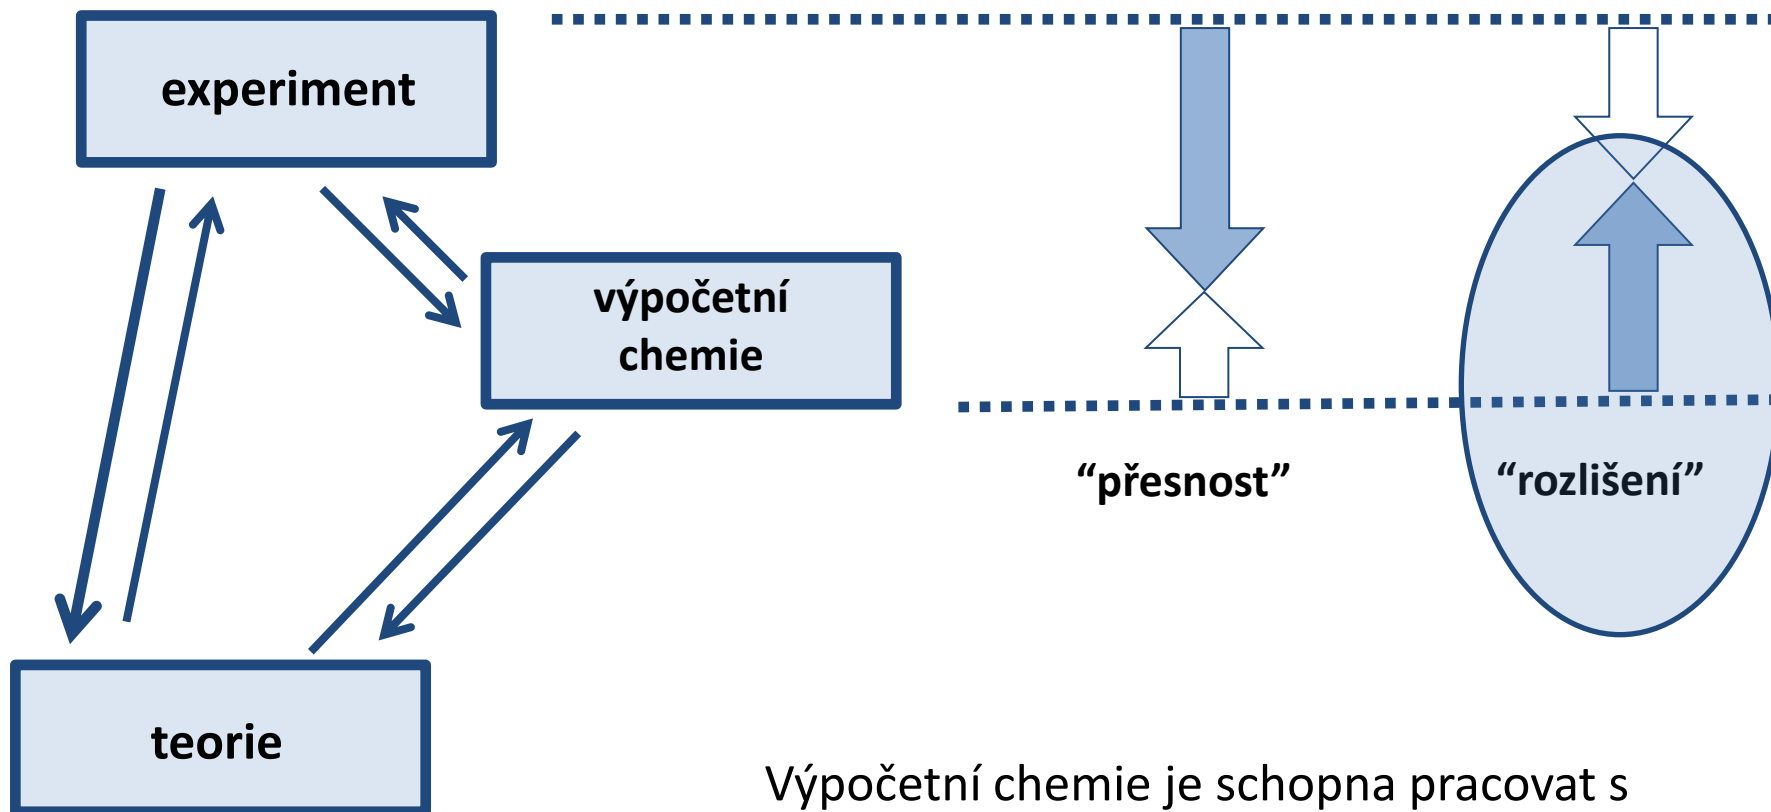 experiment
výpočetní
chemie
“přesnost”
“rozlišení”
teorie
Výpočetní chemie je schopna pracovat s